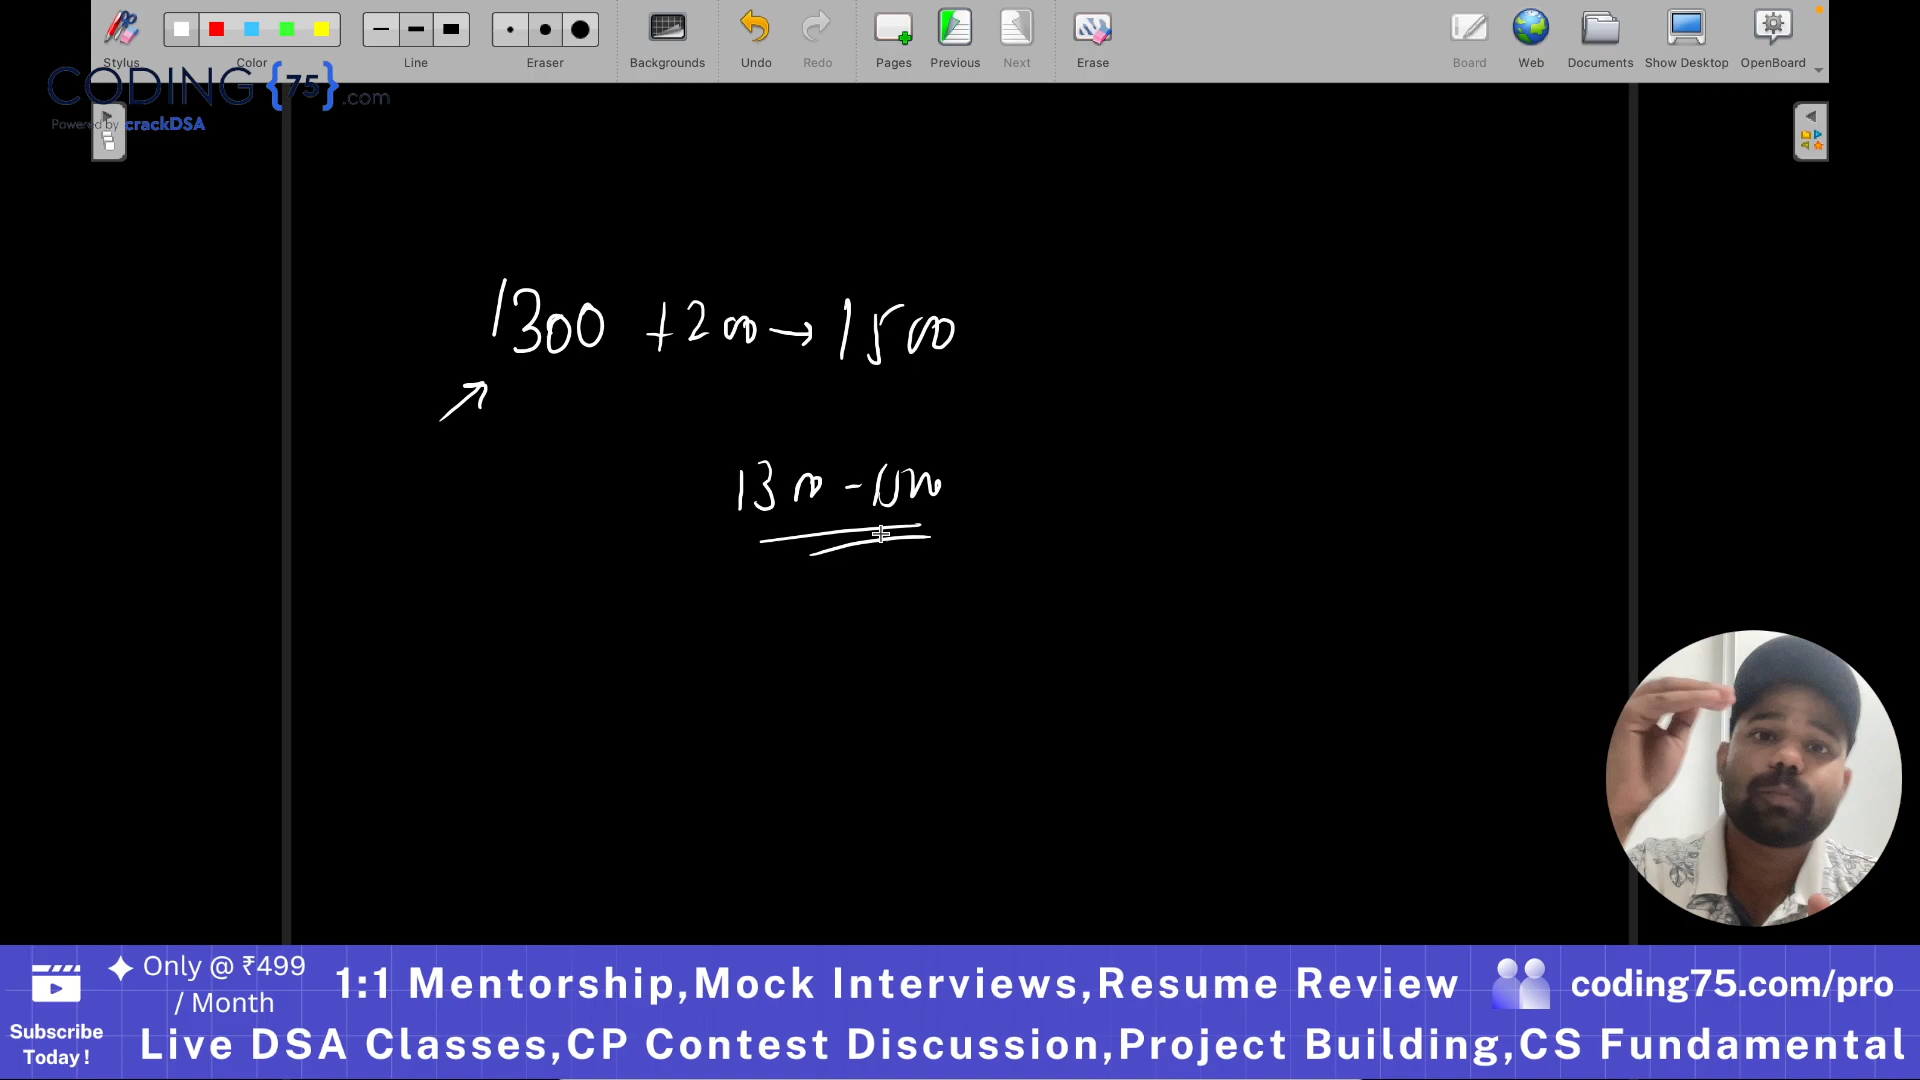 Stylus
Color
Line
Eraser
Backgrounds
Undo
Redo
Pages
Previous
Next
Erase
Board
Web
Documents
Show Desktop
OpenBoard
CODING {75} .com
Powered by crackDSA
1300 + 200 → 1500
1300 -
Only @ ₹499
/ Month
Subscribe
Today !
1:1 Mentorship,Mock Interviews,Resume Review
coding75.com/pro
Live DSA Classes,CP Contest Discussion,Project Building,CS Fundamental